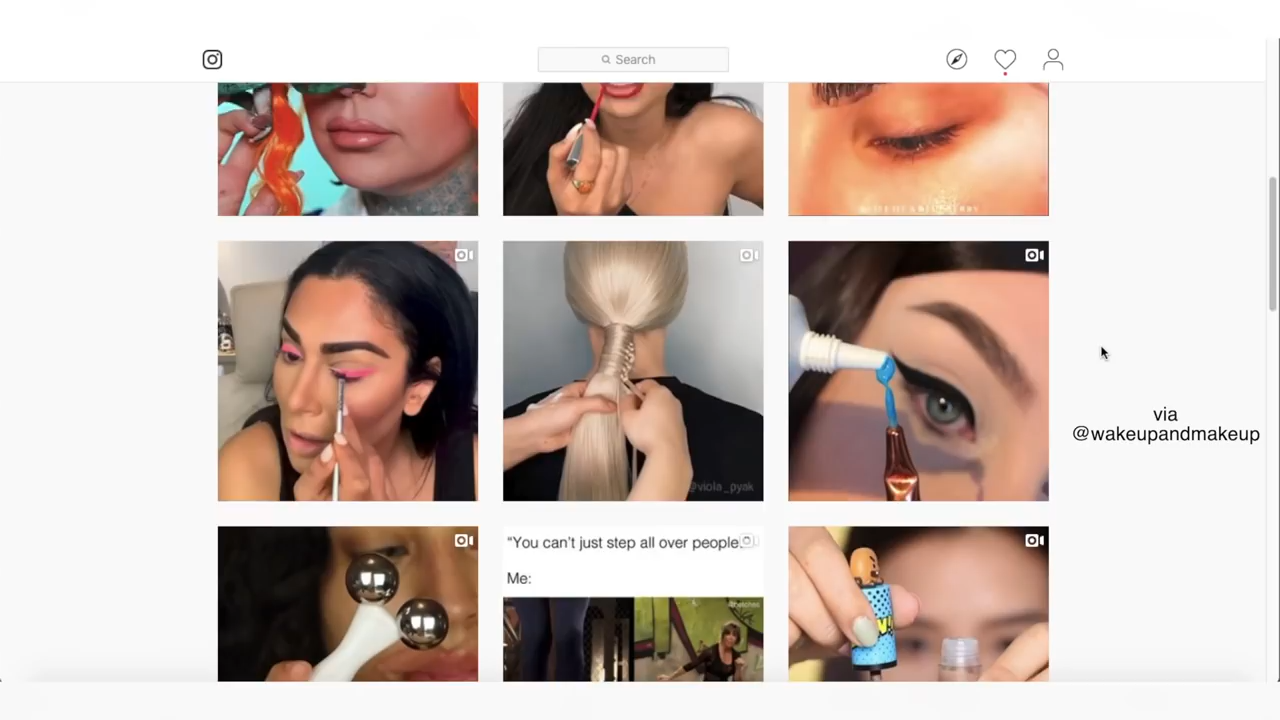 Search
@viola_pyak
via
@wakeupandmakeup
“You can’t just step all over people.
Me: